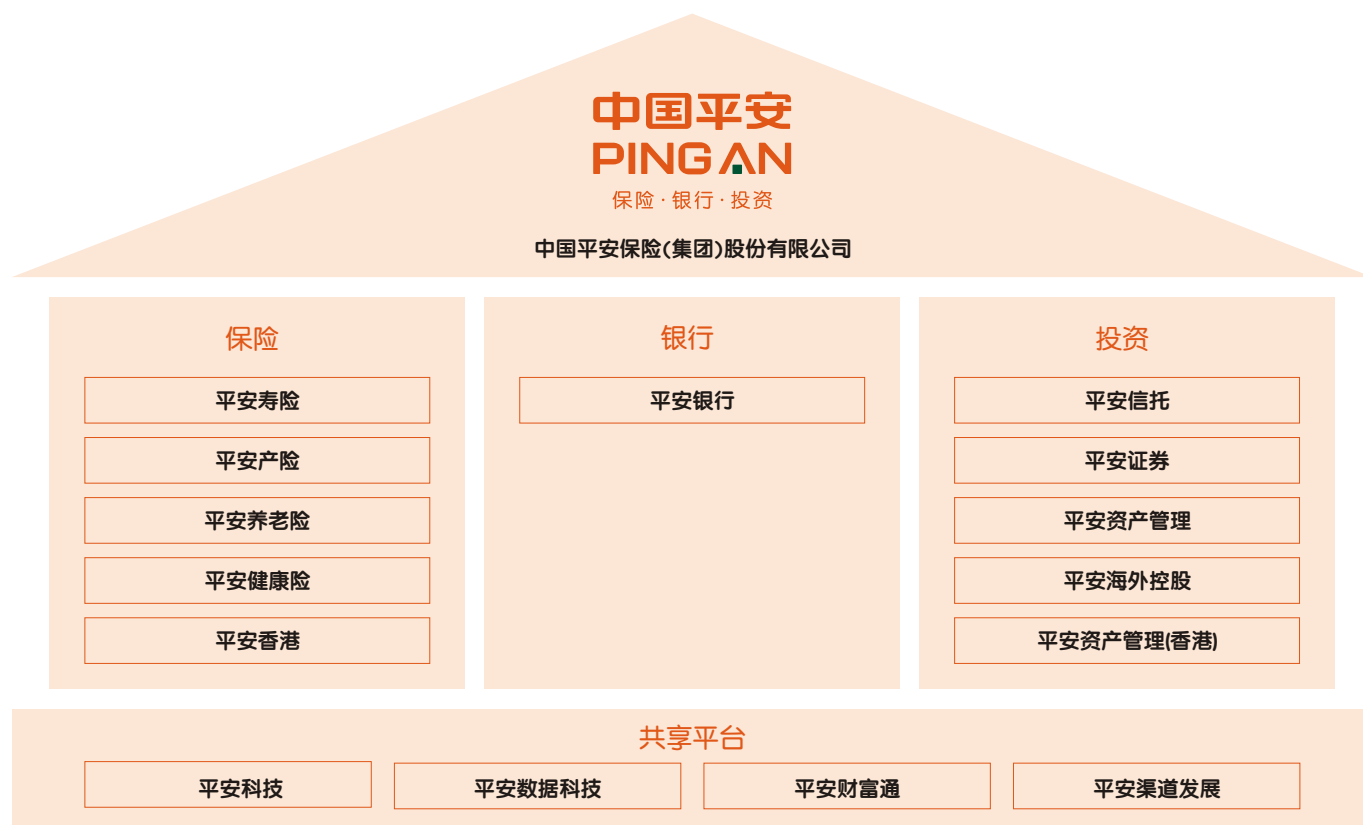 中国平安
PING AN
保险·银行·投资
中国平安保险(集团)股份有限公司
保险
平安寿险
平安产险
平安养老险
平安健康险
平安香港
银行
平安银行
投资
平安信托
平安证券
平安资产管理
平安海外控股
平安资产管理(香港)
共享平台
平安科技
平安数据科技
平安财富通
平安渠道发展